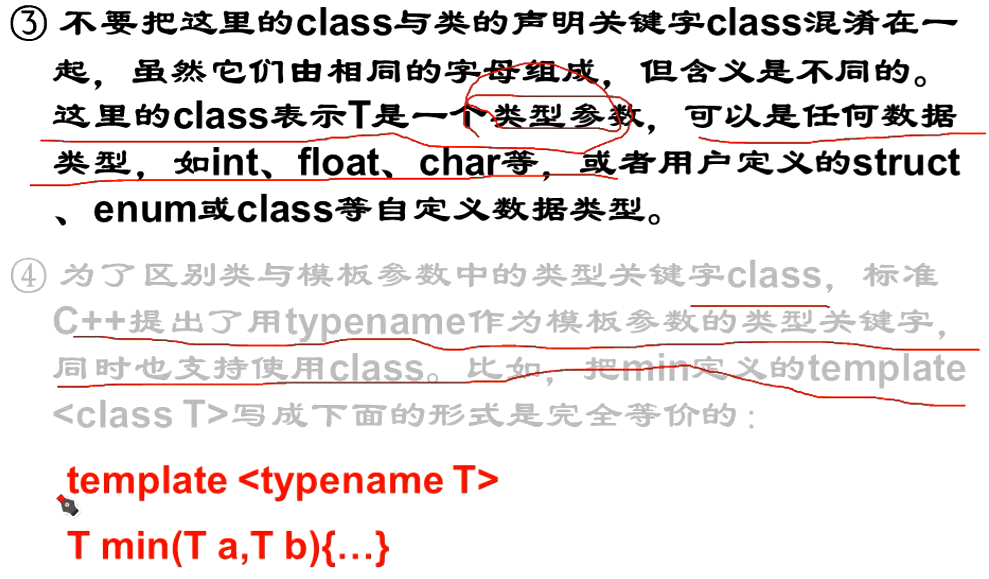 ③ 不要把这里的class与类的声明关键字class混淆在一
起，虽然它们由相同的字母组成，但含义是不同的。
这里的class表示T是一个类型参数，可以是任何数据
类型，如int、float、char等，或者用户定义的struct
、enum或class等自定义数据类型。
④ 为了区别类与模板参数中的类型关键字class，标准
C++提出了用typename作为模板参数的类型关键字，
同时也支持使用class。比如，把min定义的template
<class T>写成下面的形式是完全等价的：
template <typename T>
T min(T a,T b){…}